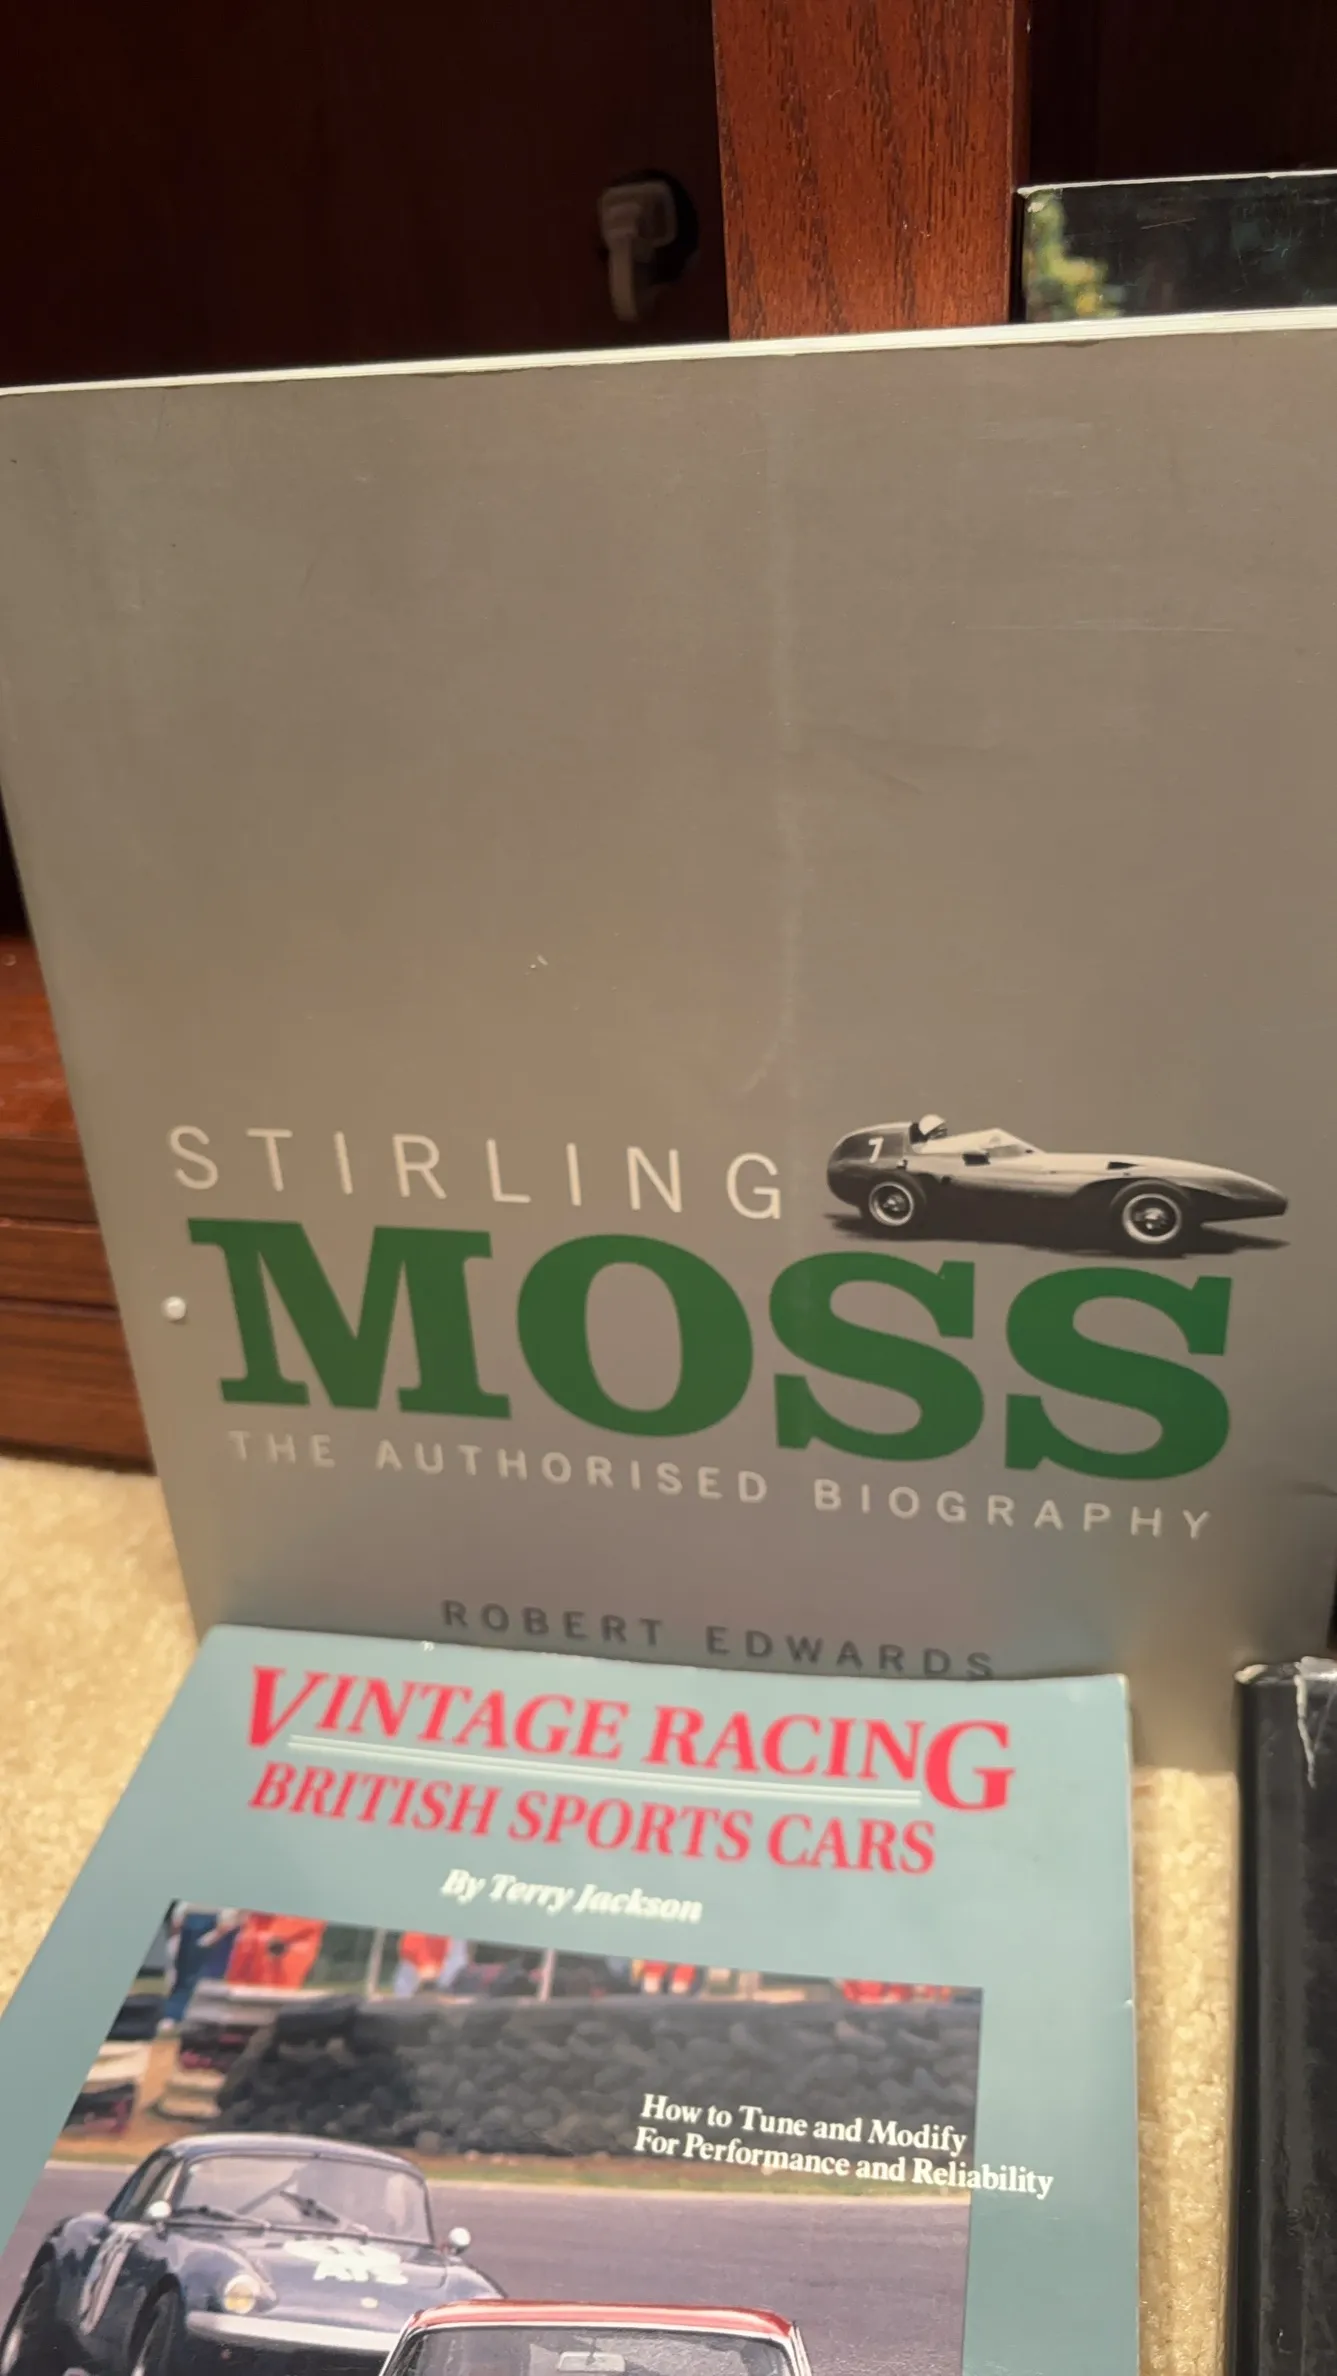 STIRLING
7
MOSS
THE AUTHORISED BIOGRAPHY
ROBERT EDWARDS
VINTAGE RACING
BRITISH SPORTS CARS
By Terry Jackson
How to Tune and Modify
For Performance and Reliability